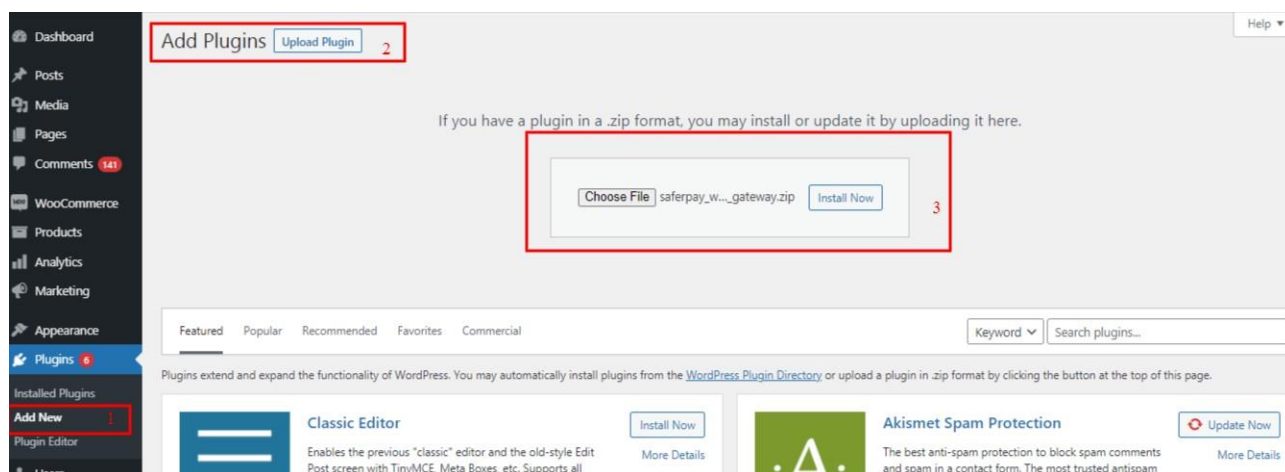 Dashboard
Posts
Media
Pages
Comments 141
WooCommerce
Products
Analytics
Marketing
Appearance
Plugins 6
Installed Plugins
Add New 1
Plugin Editor
Users
Help
Add Plugins Upload Plugin 2
If you have a plugin in a .zip format, you may install or update it by uploading it here.
Choose File saferpay_w..._gateway.zip Install Now 3
Featured Popular Recommended Favorites Commercial Keyword Search plugins...
Plugins extend and expand the functionality of WordPress. You may automatically install plugins from the WordPress Plugin Directory or upload a plugin in .zip format by clicking the button at the top of this page.
Classic Editor Install Now
Enables the previous "classic" editor and the old-style Edit More Details
Post screen with TinyMCE, Meta Boxes, etc. Supports all
Akismet Spam Protection Update Now
The best anti-spam protection to block spam comments More Details
and spam in a contact form. The most trusted antispam